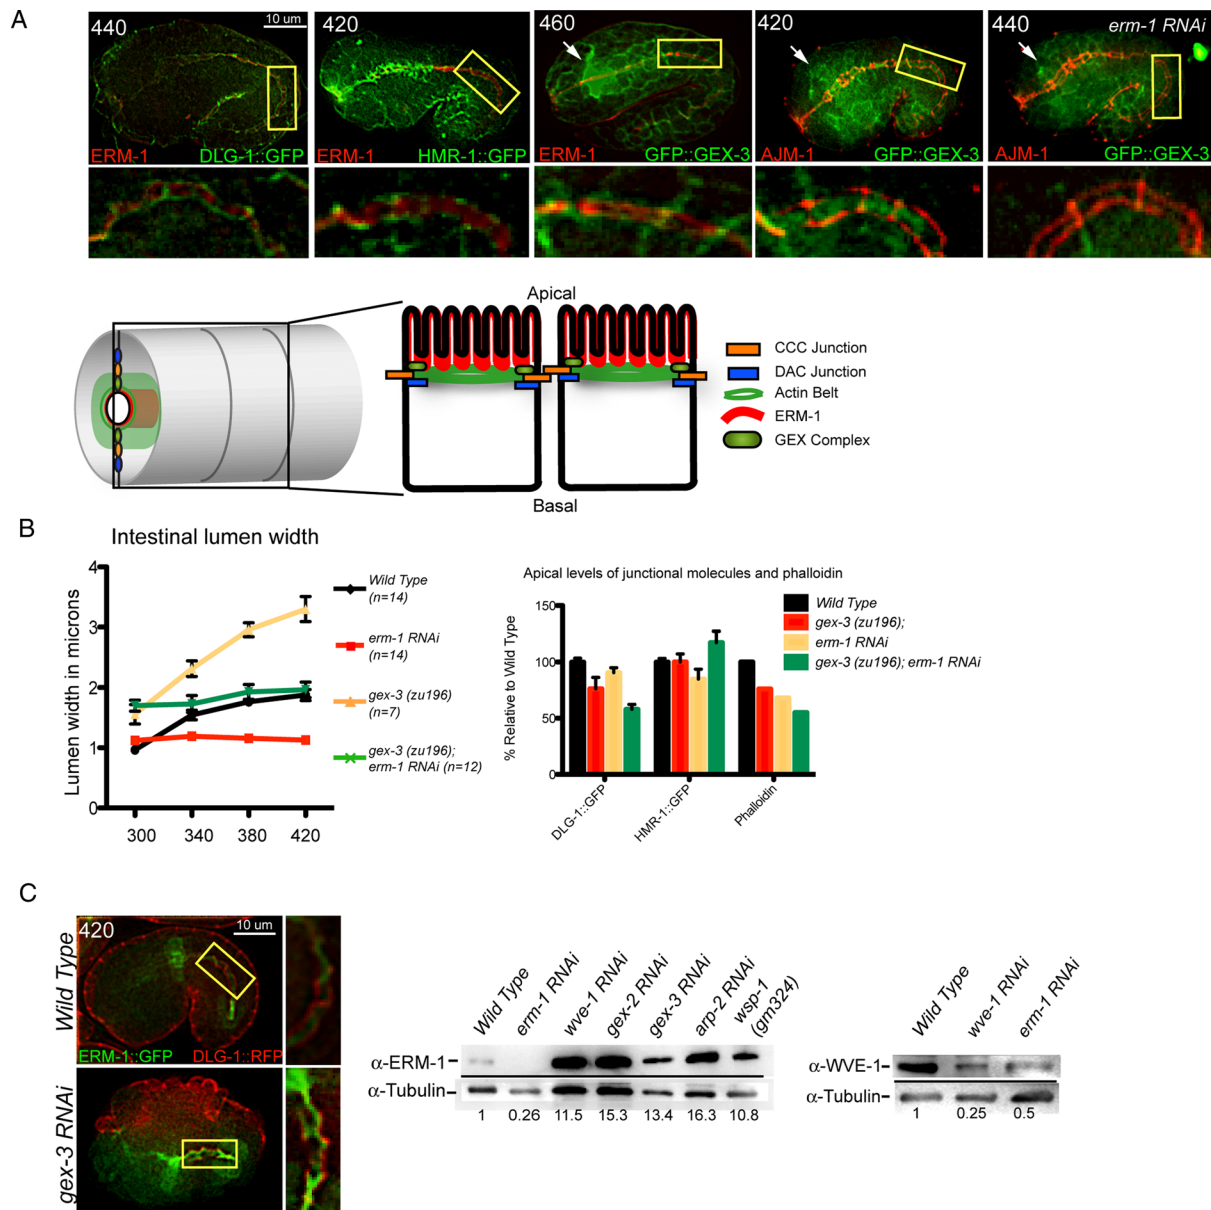 A
440
10 um
ERM-1 DLG-1::GFP
420
ERM-1 HMR-1::GFP
460
ERM-1 GFP::GEX-3
420
AJM-1 GFP::GEX-3
440
erm-1 RNAi
AJM-1 GFP::GEX-3
Apical
Basal
CCC Junction
DAC Junction
Actin Belt
ERM-1
GEX Complex
B
Intestinal lumen width
Lumen width in microns
4
3
2
1
0
300 340 380 420
Wild Type
(n=14)
erm-1 RNAi
(n=14)
gex-3 (zu196)
(n=7)
gex-3 (zu196);
erm-1 RNAi (n=12)
Apical levels of junctional molecules and phalloidin
% Relative to Wild Type
150
100
50
0
DLG-1::GFP
HMR-1::GFP
Phalloidin
Wild Type
gex-3 (zu196);
erm-1 RNAi
gex-3 (zu196); erm-1 RNAi
C
Wild Type
420
10 um
ERM-1::GFP DLG-1::RFP
gex-3 RNAi
Wild Type
erm-1 RNAi
wve-1 RNAi
gex-2 RNAi
gex-3 RNAi
arp-2 RNAi
wsp-1
(gm324)
α-ERM-1
α-Tubulin
1 0.26 11.5 15.3 13.4 16.3 10.8
Wild Type
wve-1 RNAi
erm-1 RNAi
α-WVE-1
α-Tubulin
1 0.25 0.5